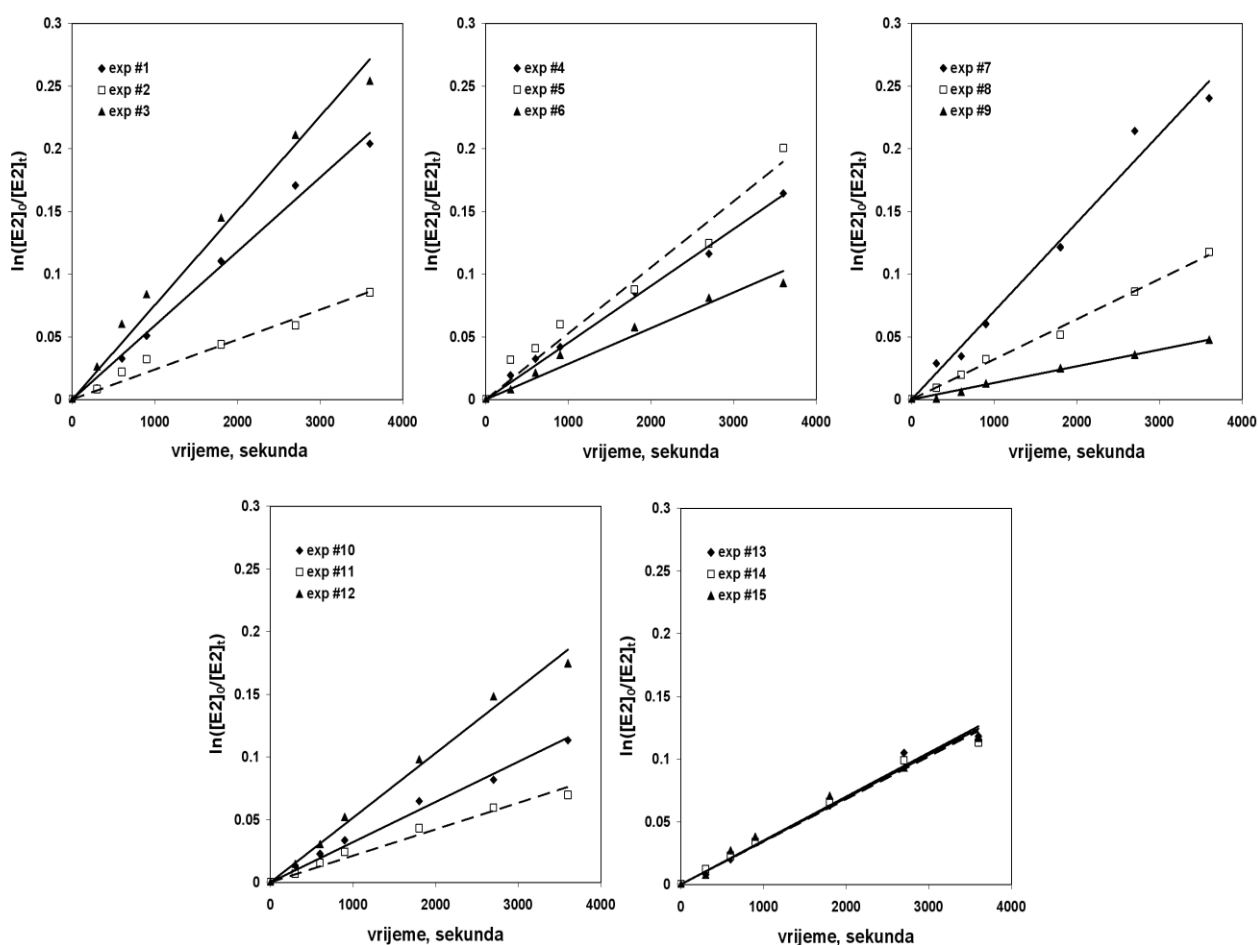 0.3
0.25
0.2
0.15
0.1
0.05
0
exp #1
exp #2
exp #3
ln([E2]₀/[E2]ₜ)
0 1000 2000 3000 4000
vrijeme, sekunda
0.3
0.25
0.2
0.15
0.1
0.05
0
exp #4
exp #5
exp #6
ln([E2]₀/[E2]ₜ)
0 1000 2000 3000 4000
vrijeme, sekunda
0.3
0.25
0.2
0.15
0.1
0.05
0
exp #7
exp #8
exp #9
ln([E2]₀/[E2]ₜ)
0 1000 2000 3000 4000
vrijeme, sekunda
0.3
0.25
0.2
0.15
0.1
0.05
0
exp #10
exp #11
exp #12
ln([E2]₀/[E2]ₜ)
0 1000 2000 3000 4000
vrijeme, sekunda
0.3
0.25
0.2
0.15
0.1
0.05
0
exp #13
exp #14
exp #15
ln([E2]₀/[E2]ₜ)
0 1000 2000 3000 4000
vrijeme, sekunda